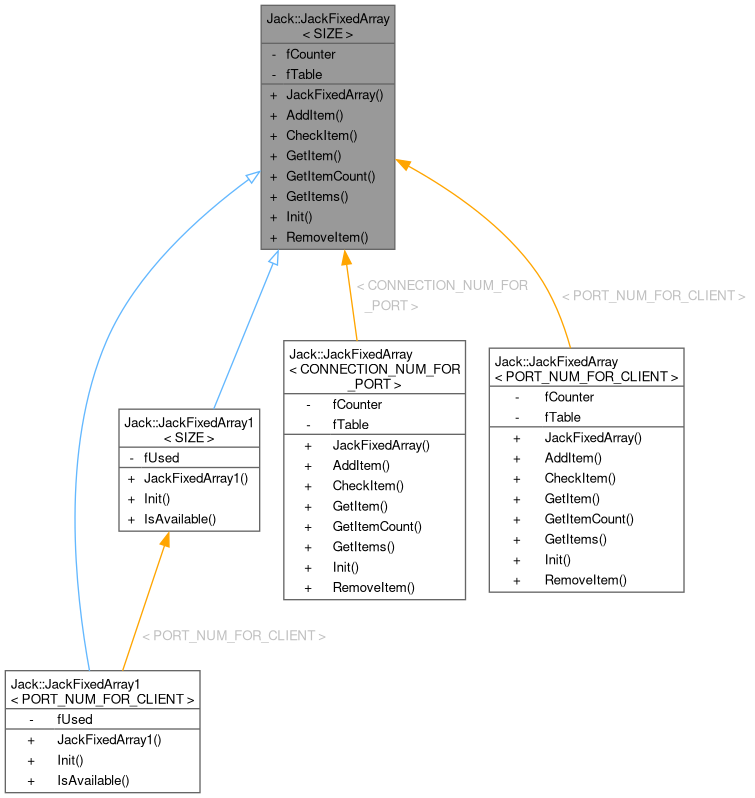 Jack::JackFixedArray
< SIZE >
- fCounter
- fTable
+ JackFixedArray()
+ AddItem()
+ CheckItem()
+ GetItem()
+ GetItemCount()
+ GetItems()
+ Init()
+ RemoveItem()
< CONNECTION_NUM_FOR
_PORT >
< PORT_NUM_FOR_CLIENT >
Jack::JackFixedArray
< CONNECTION_NUM_FOR
_PORT >
- fCounter
- fTable
+ JackFixedArray()
+ AddItem()
+ CheckItem()
+ GetItem()
+ GetItemCount()
+ GetItems()
+ Init()
+ RemoveItem()
Jack::JackFixedArray
< PORT_NUM_FOR_CLIENT >
- fCounter
- fTable
+ JackFixedArray()
+ AddItem()
+ CheckItem()
+ GetItem()
+ GetItemCount()
+ GetItems()
+ Init()
+ RemoveItem()
Jack::JackFixedArray1
< SIZE >
- fUsed
+ JackFixedArray1()
+ Init()
+ IsAvailable()
< PORT_NUM_FOR_CLIENT >
Jack::JackFixedArray1
< PORT_NUM_FOR_CLIENT >
- fUsed
+ JackFixedArray1()
+ Init()
+ IsAvailable()